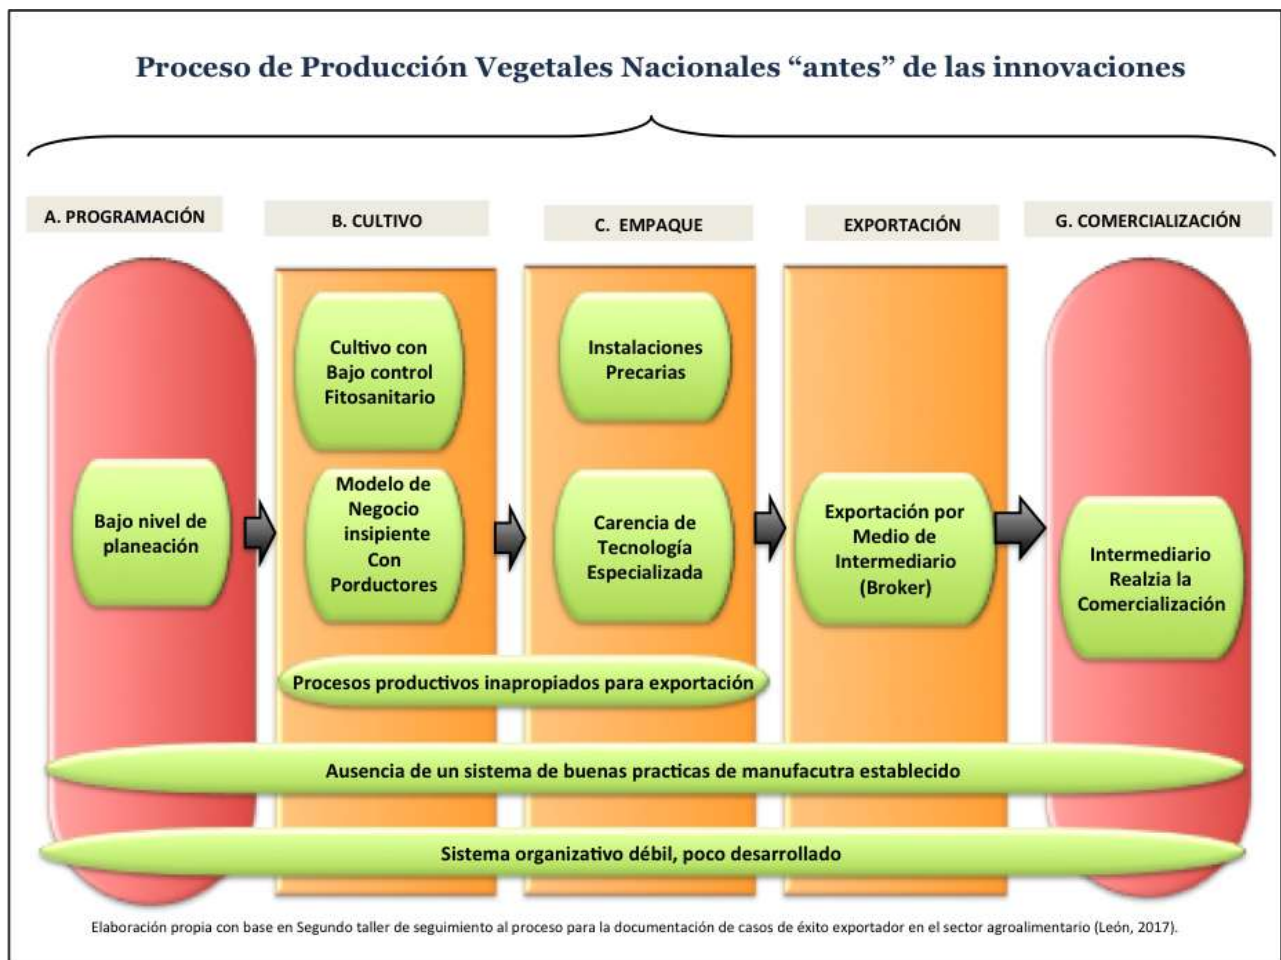 Proceso de Producción Vegetales Nacionales “antes” de las innovaciones
A. PROGRAMACIÓN
B. CULTIVO
C. EMPAQUE
EXPORTACIÓN
G. COMERCIALIZACIÓN
Bajo nivel de
planeación
Cultivo con
Bajo control
Fitosanitario
Modelo de
Negocio
insipiente
Con
Porductores
Instalaciones
Precarias
Carencia de
Tecnología
Especializada
Exportación por
Medio de
Intermediario
(Broker)
Intermediario
Realzia la
Comercialización
Procesos productivos inapropiados para exportación
Ausencia de un sistema de buenas practicas de manufacutra establecido
Sistema organizativo débil, poco desarrollado
Elaboración propia con base en Segundo taller de seguimiento al proceso para la documentación de casos de éxito exportador en el sector agroalimentario (León, 2017).